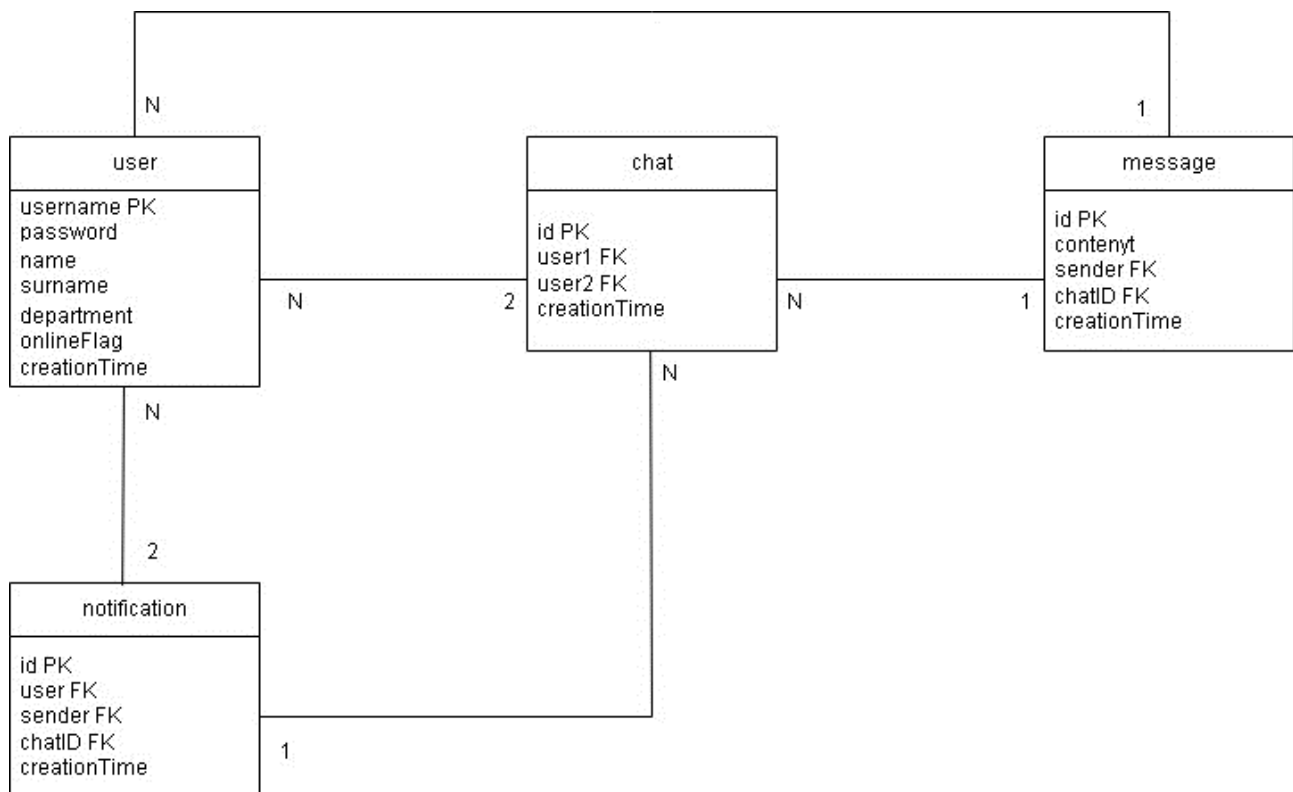 N
1
user
username PK
password
name
surname
department
onlineFlag
creationTime
chat
id PK
user1 FK
user2 FK
creationTime
message
id PK
contenyt
sender FK
chatID FK
creationTime
N
2
N
1
N
N
2
notification
id PK
user FK
sender FK
chatID FK
creationTime
1